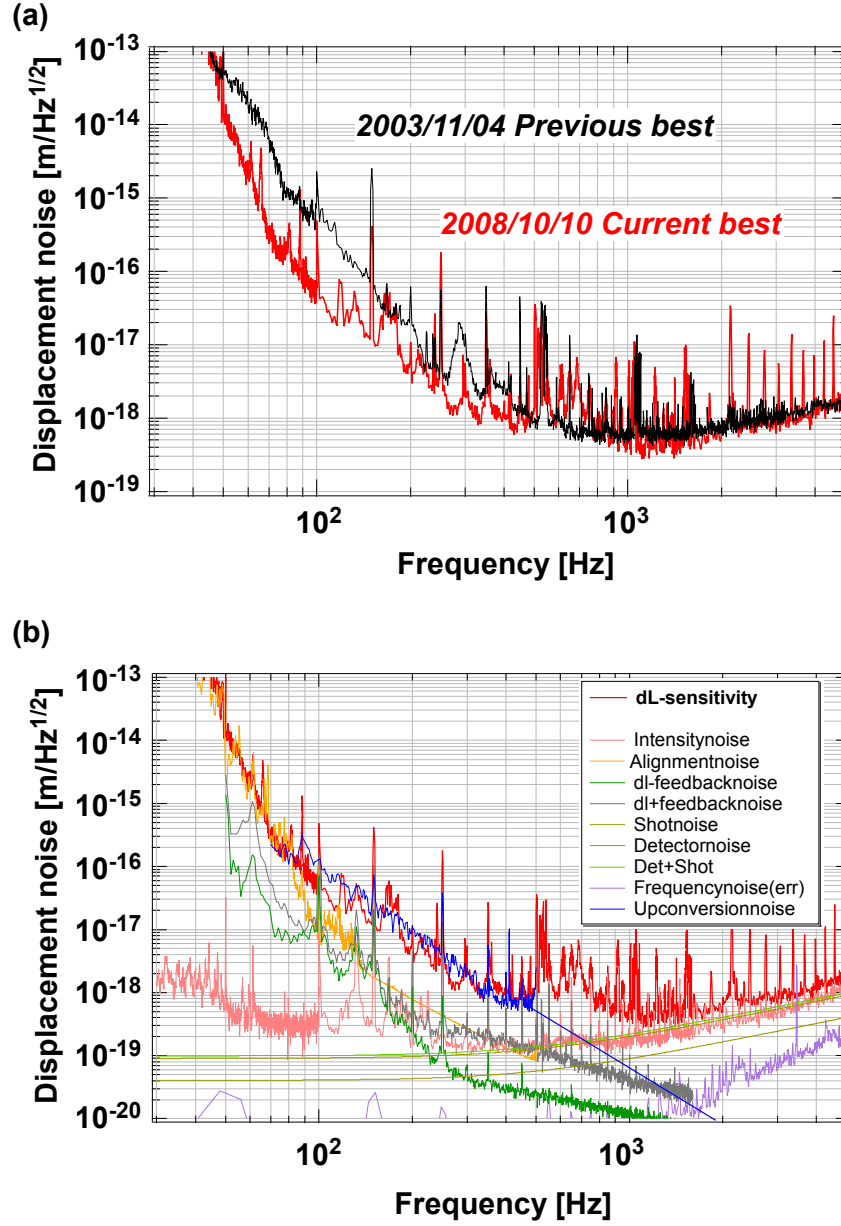 (a)
10^-13
10^-14
10^-15
10^-16
10^-17
10^-18
10^-19
Displacement noise [m/Hz^1/2]
2003/11/04 Previous best
2008/10/10 Current best
10^2
10^3
Frequency [Hz]
(b)
10^-13
10^-14
10^-15
10^-16
10^-17
10^-18
10^-19
10^-20
Displacement noise [m/Hz^1/2]
dL-sensitivity
Intensitynoise
Alignmentnoise
dl-feedbacknoise
dl+feedbacknoise
Shotnoise
Detectornoise
Det+Shot
Frequencynoise(err)
Upconversionnoise
10^2
10^3
Frequency [Hz]